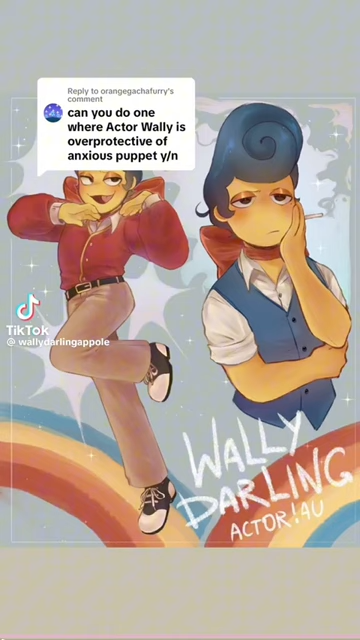 Reply to orangegachafurry's
comment
can you do one
where Actor Wally is
overprotective of
anxious puppet y/n
TikTok
@ wallydarlingappole
WALLY
DARLING
ACTOR!AU